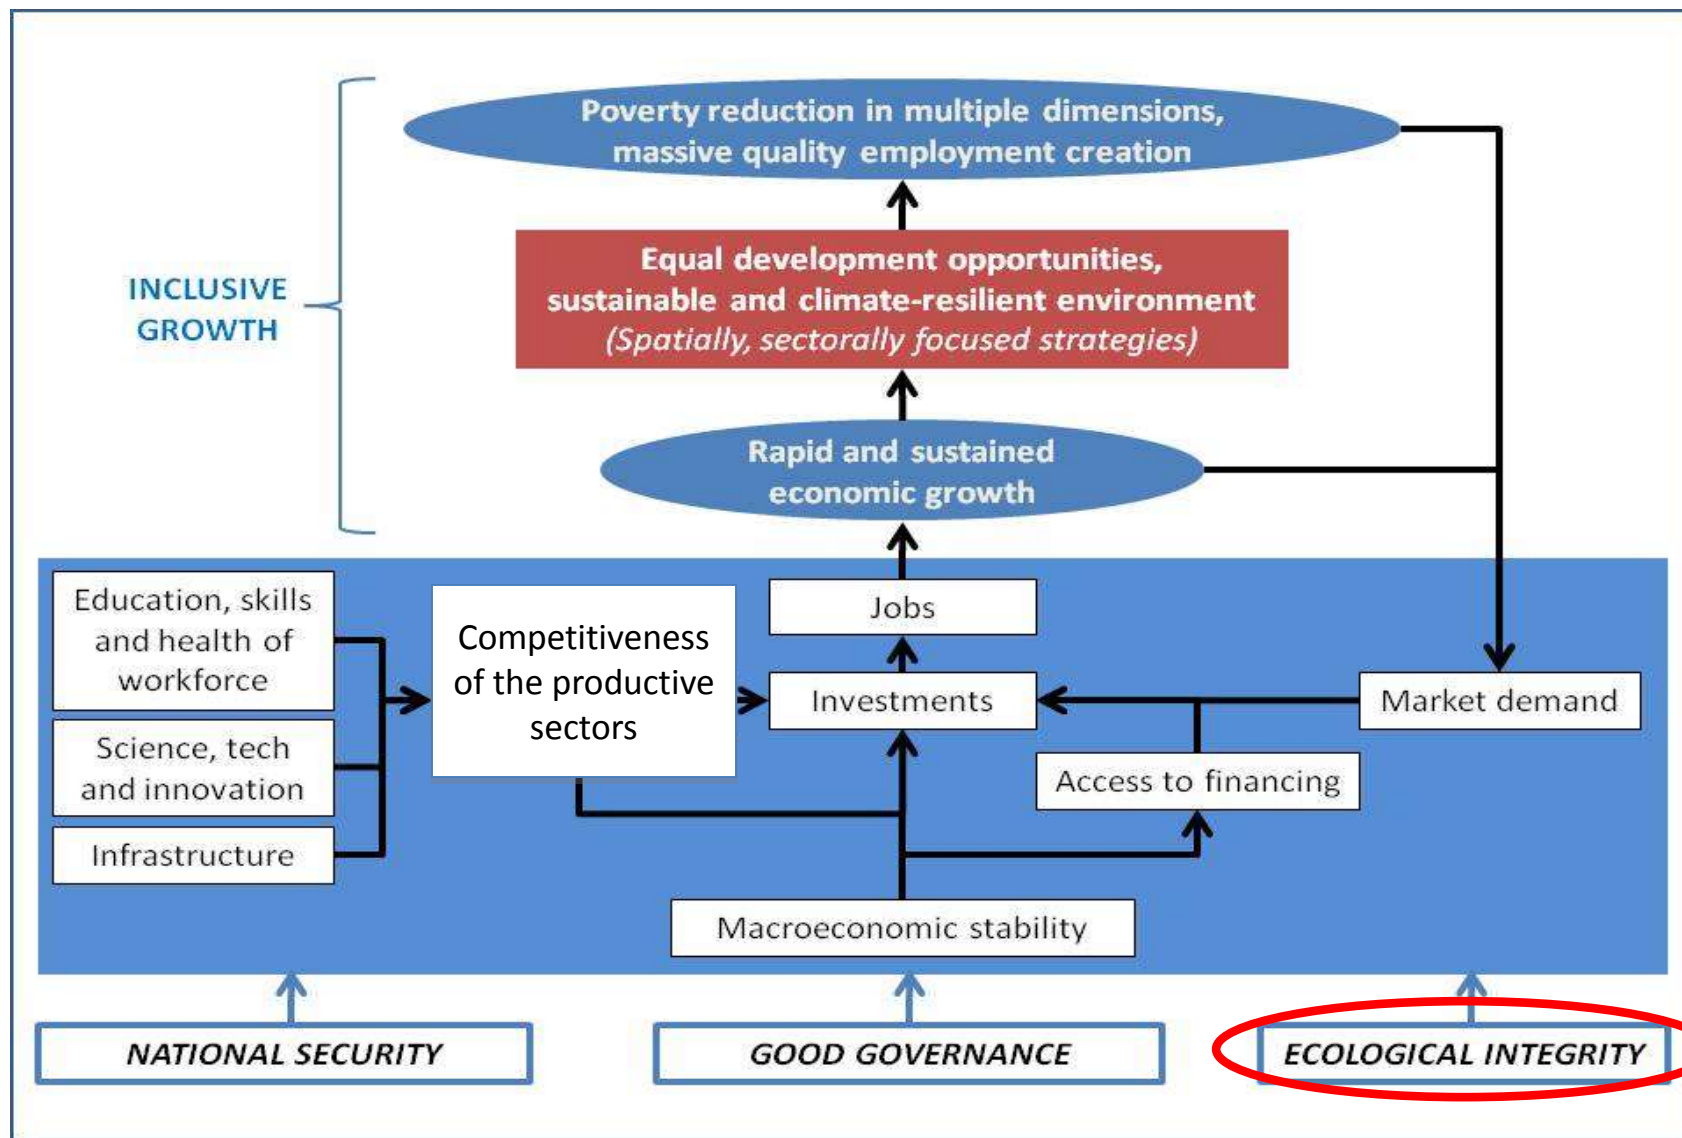 Poverty reduction in multiple dimensions,
massive quality employment creation
Equal development opportunities,
sustainable and climate-resilient environment
(Spatially, sectorally focused strategies)
INCLUSIVE
GROWTH
Rapid and sustained
economic growth
Education, skills
and health of
workforce
Science, tech
and innovation
Infrastructure
Competitiveness
of the productive
sectors
Jobs
Investments
Market demand
Access to financing
Macroeconomic stability
NATIONAL SECURITY
GOOD GOVERNANCE
ECOLOGICAL INTEGRITY